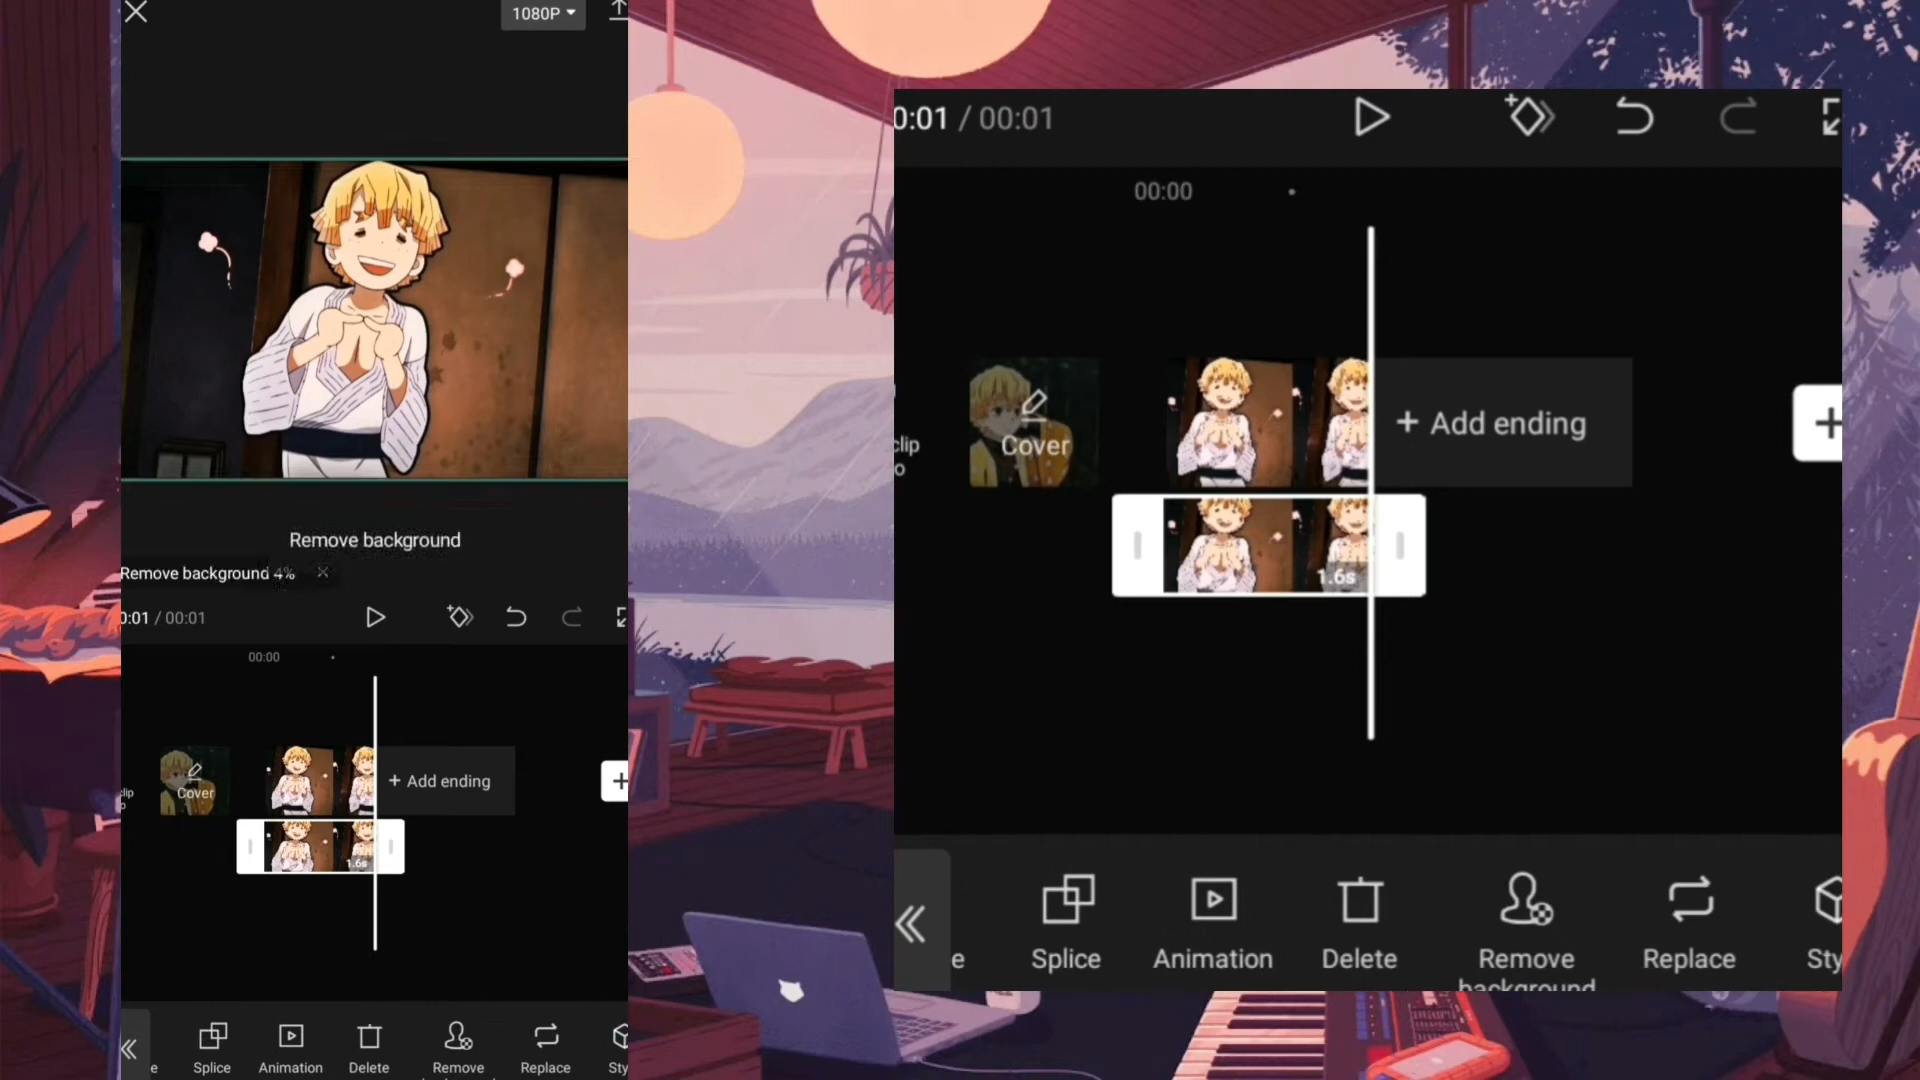 1080P
Remove background
Remove background 4%
0:01 / 00:01
00:00
Cover
+ Add ending
1.6s
Splice
Animation
Delete
Remove
Replace
Sty
0:01 / 00:01
00:00
clip
o
Cover
+ Add ending
1.6s
e
Splice
Animation
Delete
Remove
background
Replace
Sty